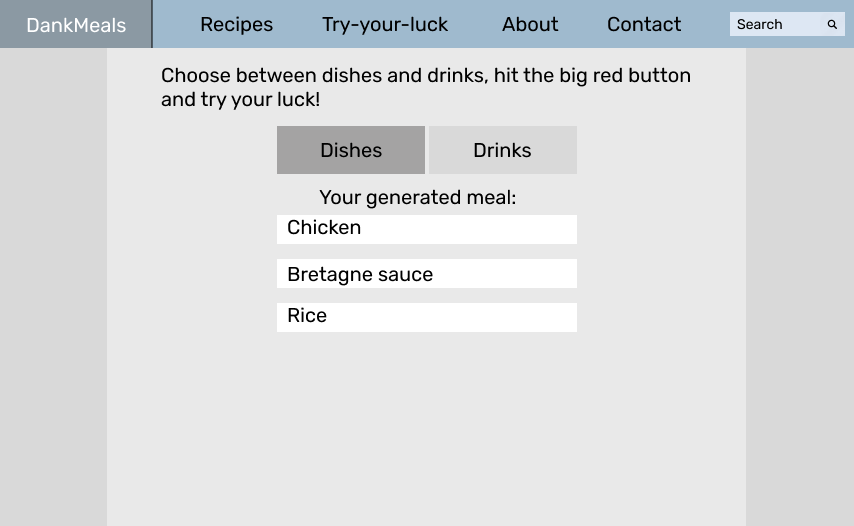 DankMeals
Recipes
Try-your-luck
About
Contact
Search
Choose between dishes and drinks, hit the big red button
and try your luck!
Dishes
Drinks
Your generated meal:
Chicken
Bretagne sauce
Rice